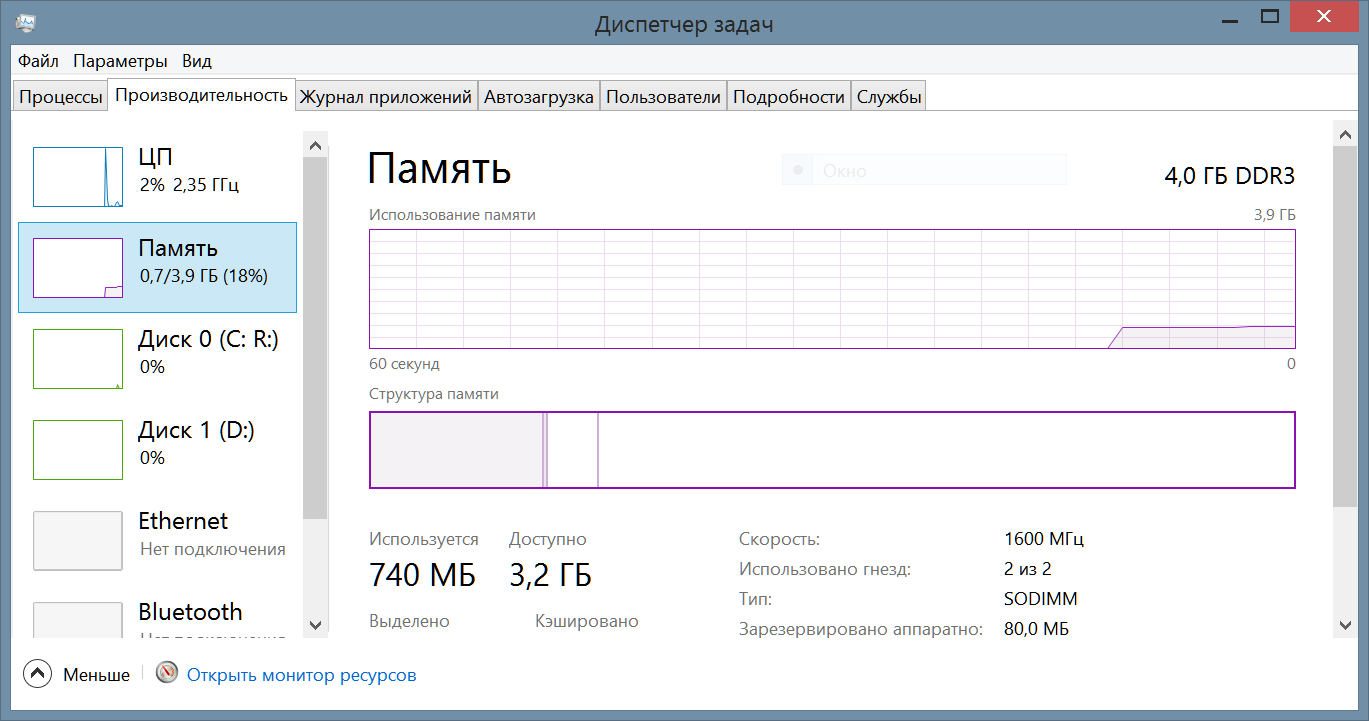 Диспетчер задач
Файл Параметры Вид
Процессы Производительность Журнал приложений Автозагрузка Пользователи Подробности Службы
ЦП
2% 2,35 ГГц
Память
0,7/3,9 ГБ (18%)
Диск 0 (C: R:)
0%
Диск 1 (D:)
0%
Ethernet
Нет подключения
Bluetooth
Память
Окно
4,0 ГБ DDR3
Использование памяти
3,9 ГБ
60 секунд
0
Структура памяти
Используется
740 МБ
Доступно
3,2 ГБ
Выделено
Кэшировано
Скорость: 1600 МГц
Использовано гнезд: 2 из 2
Тип: SODIMM
Зарезервировано аппаратно: 80,0 МБ
Меньше
Открыть монитор ресурсов